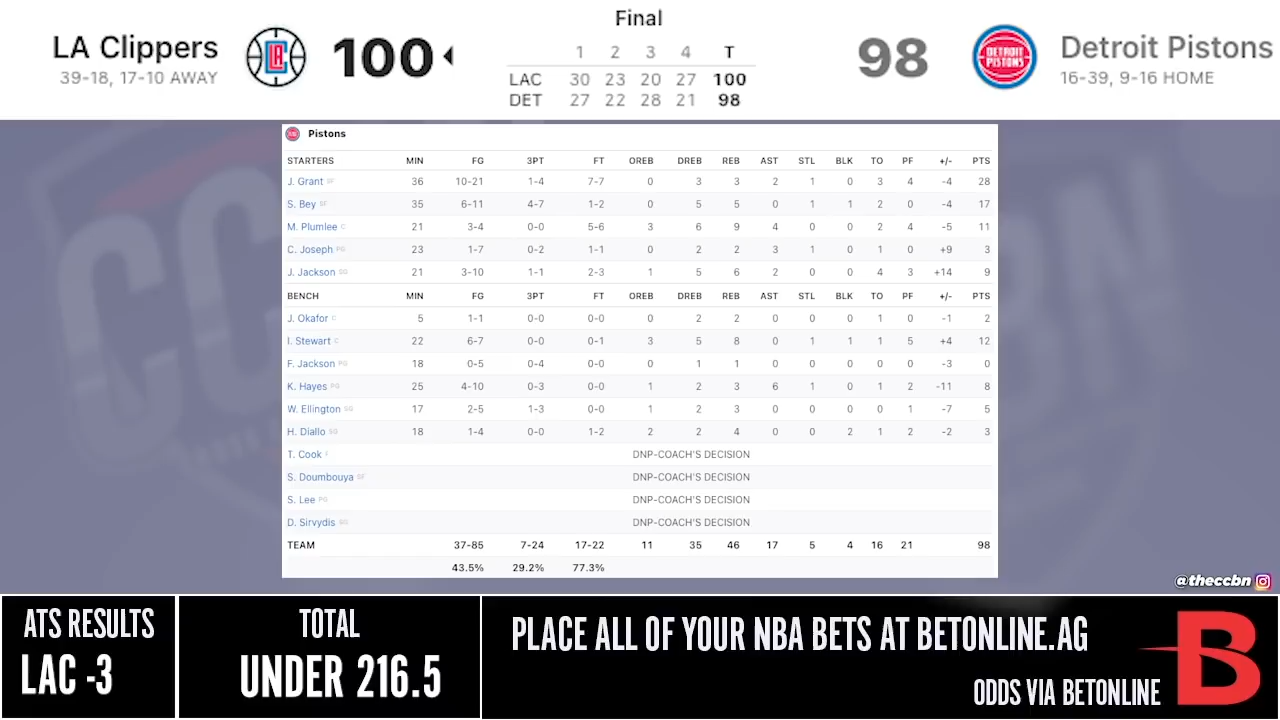 Final
LA Clippers
39-18, 17-10 AWAY
100
1 2 3 4 T
LAC 30 23 20 27 100
DET 27 22 28 21 98
98
DETROIT PISTONS
Detroit Pistons
16-39, 9-16 HOME
Pistons
STARTERS MIN FG 3PT FT OREB DREB REB AST STL BLK TO PF +/- PTS
J. Grant SF 36 10-21 1-4 7-7 0 3 3 2 1 0 3 4 -4 28
S. Bey SF 35 6-11 4-7 1-2 0 5 5 0 1 1 2 0 -4 17
M. Plumlee C 21 3-4 0-0 5-6 3 6 9 4 0 0 2 4 -5 11
C. Joseph PG 23 1-7 0-2 1-1 0 2 2 3 1 0 1 0 +9 3
J. Jackson SG 21 3-10 1-1 2-3 1 5 6 2 0 0 4 3 +14 9
BENCH MIN FG 3PT FT OREB DREB REB AST STL BLK TO PF +/- PTS
J. Okafor C 5 1-1 0-0 0-0 0 2 2 0 0 0 1 0 -1 2
I. Stewart C 22 6-7 0-0 0-1 3 5 8 0 1 1 1 5 +4 12
F. Jackson PG 18 0-5 0-4 0-0 0 1 1 0 0 0 0 0 -3 0
K. Hayes PG 25 4-10 0-3 0-0 1 2 3 6 1 0 1 2 -11 8
W. Ellington SG 17 2-5 1-3 0-0 1 2 3 0 0 0 0 1 -7 5
H. Diallo SG 18 1-4 0-0 1-2 2 2 4 0 0 2 1 2 -2 3
T. Cook F DNP-COACH'S DECISION
S. Doumbouya SF DNP-COACH'S DECISION
S. Lee PG DNP-COACH'S DECISION
D. Sirvydis SG DNP-COACH'S DECISION
TEAM 37-85 7-24 17-22 11 35 46 17 5 4 16 21 98
43.5% 29.2% 77.3%
@theccbn
ATS RESULTS
LAC -3
TOTAL
UNDER 216.5
PLACE ALL OF YOUR NBA BETS AT BETONLINE.AG
ODDS VIA BETONLINE
B